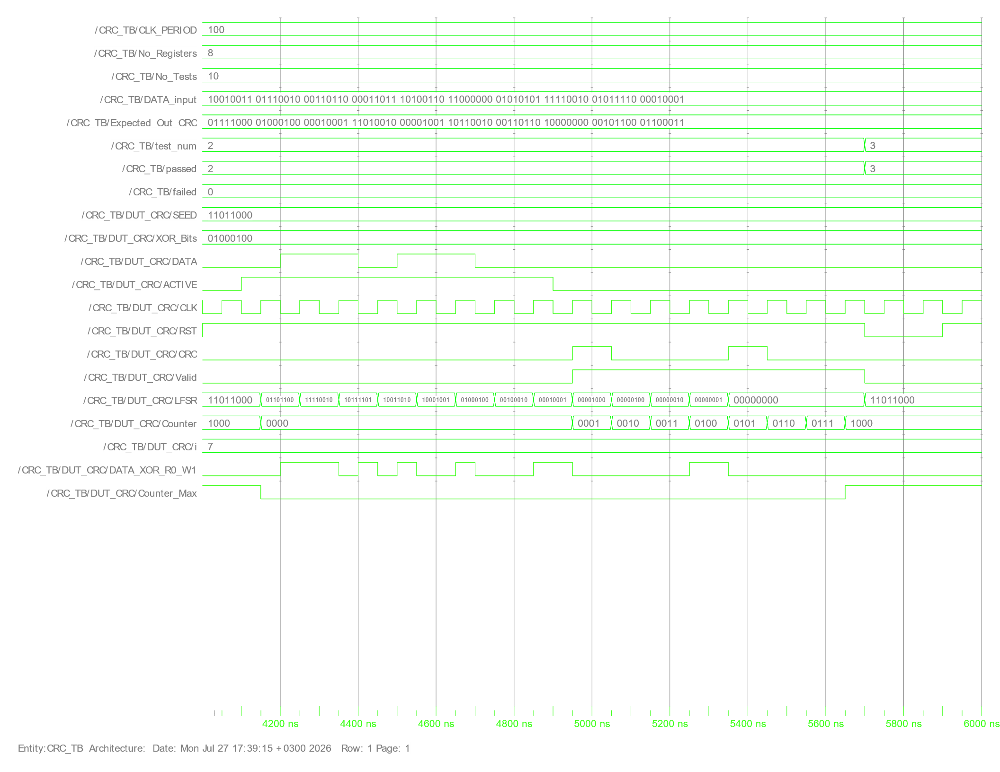 /CRC_TB/CLK_PERIOD 100
/CRC_TB/No_Registers 8
/CRC_TB/No_Tests 10
/CRC_TB/DATA_input 10010011 01110010 00110110 00011011 10100110 11000000 01010101 11110010 01011110 00010001
/CRC_TB/Expected_Out_CRC 01111000 01000100 00010001 11010010 00001001 10110010 00110110 10000000 00101100 01100011
/CRC_TB/test_num 2 3
/CRC_TB/passed 2 3
/CRC_TB/failed 0
/CRC_TB/DUT_CRC/SEED 11011000
/CRC_TB/DUT_CRC/XOR_Bits 01000100
/CRC_TB/DUT_CRC/DATA
/CRC_TB/DUT_CRC/ACTIVE
/CRC_TB/DUT_CRC/CLK
/CRC_TB/DUT_CRC/RST
/CRC_TB/DUT_CRC/CRC
/CRC_TB/DUT_CRC/Valid
/CRC_TB/DUT_CRC/LFSR 11011000 01101100 11110010 10111101 10011010 10001001 01000100 00100010 00010001 00001000 00000100 00000010 00000001 00000000 11011000
/CRC_TB/DUT_CRC/Counter 1000 0000 0001 0010 0011 0100 0101 0110 0111 1000
/CRC_TB/DUT_CRC/i 7
/CRC_TB/DUT_CRC/DATA_XOR_R0_W1
/CRC_TB/DUT_CRC/Counter_Max
4200 ns 4400 ns 4600 ns 4800 ns 5000 ns 5200 ns 5400 ns 5600 ns 5800 ns 6000 ns
Entity:CRC_TB Architecture: Date: Mon Jul 27 17:39:15 +0300 2026 Row: 1 Page: 1